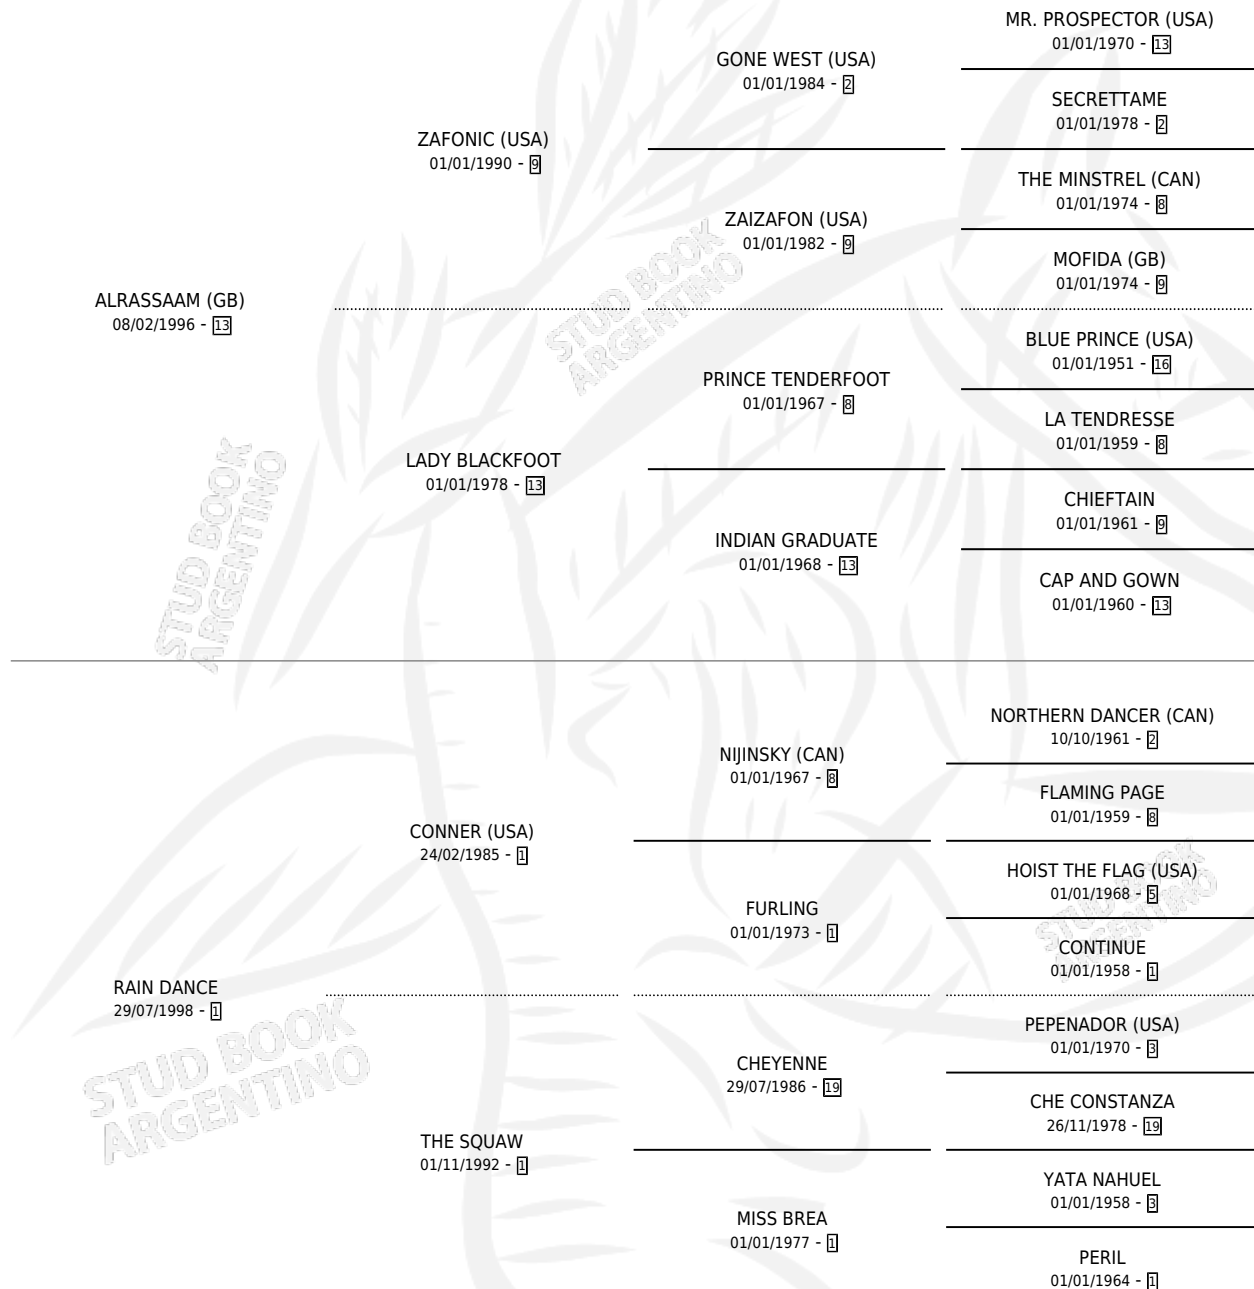 MR. PROSPECTOR (USA)
01/01/1970 - 13
GONE WEST (USA)
01/01/1984 - 2
SECRETTAME
01/01/1978 - 2
ZAFONIC (USA)
01/01/1990 - 9
THE MINSTREL (CAN)
01/01/1974 - 8
ZAIZAFON (USA)
01/01/1982 - 9
MOFIDA (GB)
01/01/1974 - 9
ALRASSAAM (GB)
08/02/1996 - 13
STUD BOOK
ARGENTINO
BLUE PRINCE (USA)
01/01/1951 - 16
PRINCE TENDERFOOT
01/01/1967 - 8
LA TENDRESSE
01/01/1959 - 8
LADY BLACKFOOT
01/01/1978 - 13
CHIEFTAIN
01/01/1961 - 9
INDIAN GRADUATE
01/01/1968 - 13
CAP AND GOWN
01/01/1960 - 13
STUD BOOK
ARGENTINO
NORTHERN DANCER (CAN)
10/10/1961 - 2
NIJINSKY (CAN)
01/01/1967 - 8
FLAMING PAGE
01/01/1959 - 8
CONNER (USA)
24/02/1985 - 1
HOIST THE FLAG (USA)
01/01/1968 - 5
FURLING
01/01/1973 - 1
STUD BOOK
ARGENTINO
CONTINUE
01/01/1958 - 1
RAIN DANCE
29/07/1998 - 1
STUD BOOK
ARGENTINO
PEPENADOR (USA)
01/01/1970 - 3
CHEYENNE
29/07/1986 - 19
CHE CONSTANZA
26/11/1978 - 19
THE SQUAW
01/11/1992 - 1
YATA NAHUEL
01/01/1958 - 3
MISS BREA
01/01/1977 - 1
PERIL
01/01/1964 - 1